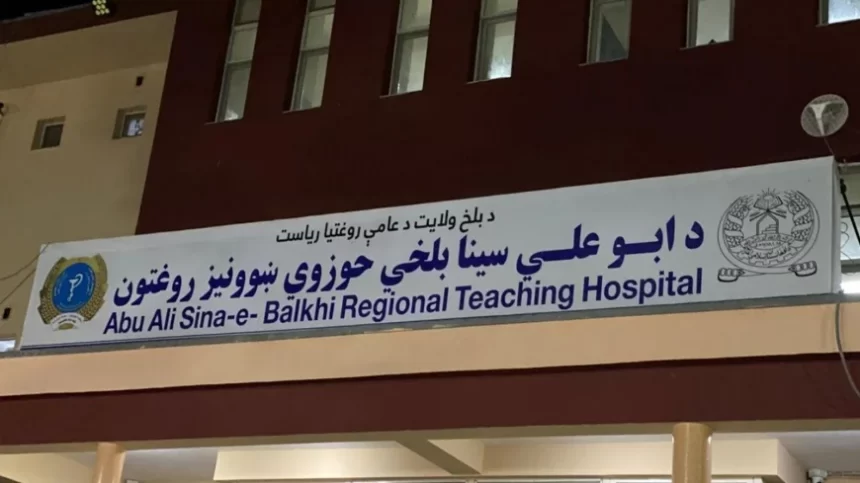 د بلخ ولایت د عامې روغتیا ریاست
د ابو علي سینا بلخي حوزوي ښوونیز روغتون
Abu Ali Sina-e- Balkhi Regional Teaching Hospital